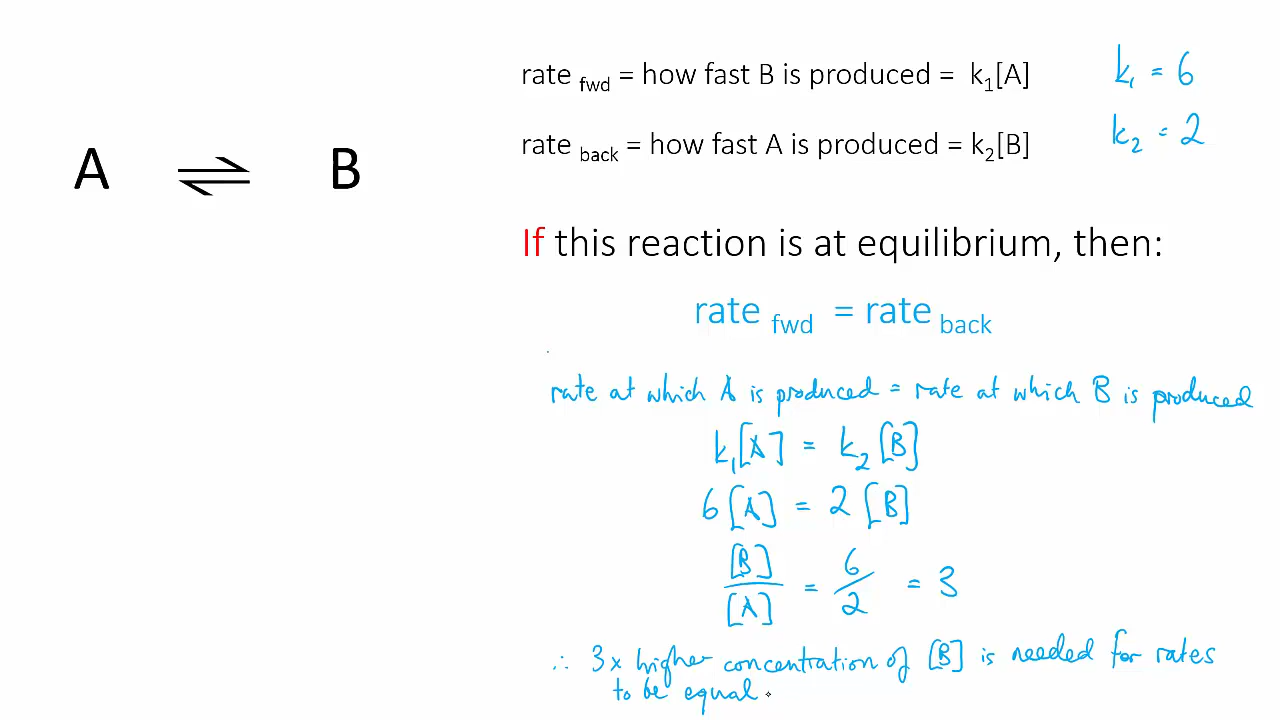 rate fwd = how fast B is produced = k₁[A]
k₁ = 6
rate back = how fast A is produced = k₂[B]
k₂ = 2
A ⇌ B
If this reaction is at equilibrium, then:
rate fwd = rate back
rate at which A is produced = rate at which B is produced
k₁[A] = k₂[B]
6[A] = 2[B]
[B]/[A] = 6/2 = 3
∴ 3x higher concentration of [B] is needed for rates
to be equal.